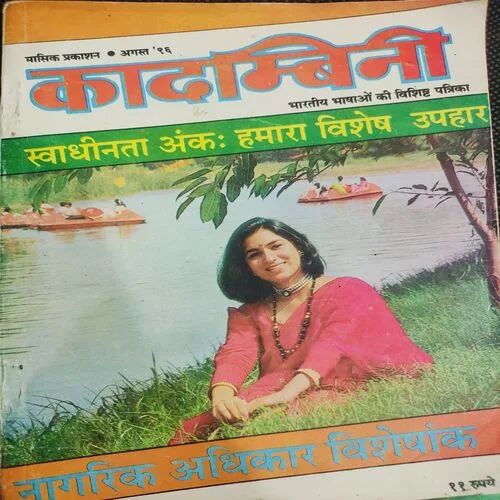 मासिक प्रकाशन • अगस्त '९६
कादम्बिनी
भारतीय भाषाओं की विशिष्ट पत्रिका
स्वाधीनता अंक: हमारा विशेष उपहार
नागरिक अधिकार विशेषांक
११ रुपये